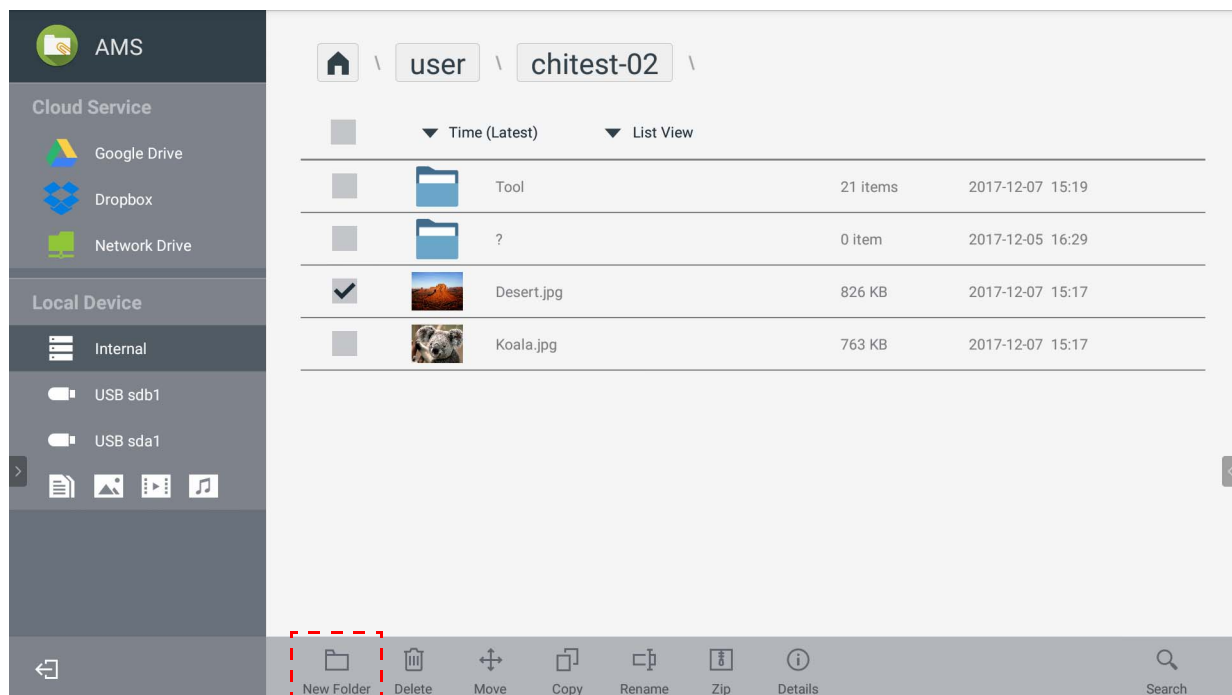 AMS
Cloud Service
Google Drive
Dropbox
Network Drive
Local Device
Internal
USB sdb1
USB sda1
\ user \ chitest-02 \
Time (Latest) List View
Tool 21 items 2017-12-07 15:19
? 0 item 2017-12-05 16:29
Desert.jpg 826 KB 2017-12-07 15:17
Koala.jpg 763 KB 2017-12-07 15:17
New Folder Delete Move Copy Rename Zip Details Search